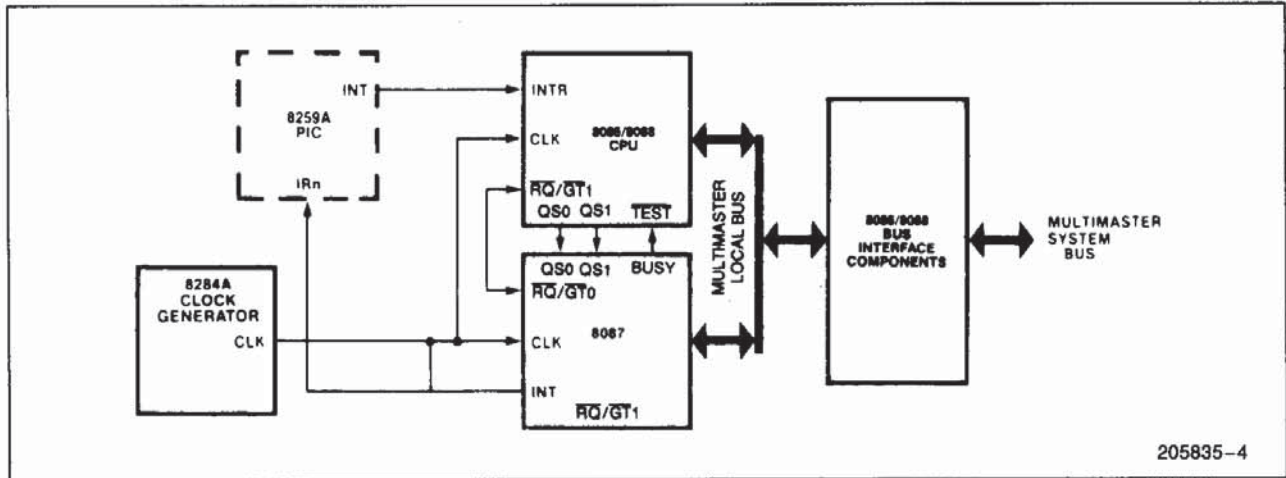 INT
8259A
PIC
IRn
INTR
CLK
8086/8088
CPU
RQ/GT1
QS0 QS1 TEST
QS0 QS1 BUSY
RQ/GT0
CLK
8087
INT
RQ/GT1
8284A
CLOCK
GENERATOR
CLK
MULTIMASTER
LOCAL BUS
8086/8088
BUS
INTERFACE
COMPONENTS
MULTIMASTER
SYSTEM
BUS
205835-4